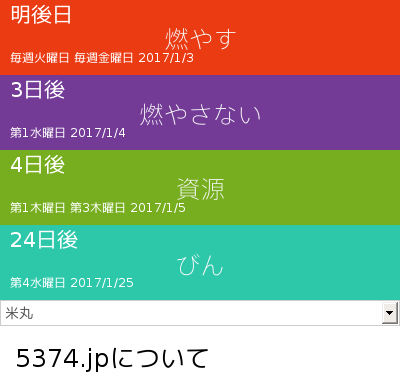 明後日
燃やす
毎週火曜日 毎週金曜日 2017/1/3
3日後
燃やさない
第1水曜日 2017/1/4
4日後
資源
第1木曜日 第3木曜日 2017/1/5
24日後
びん
第4水曜日 2017/1/25
米丸
5374.jpについて